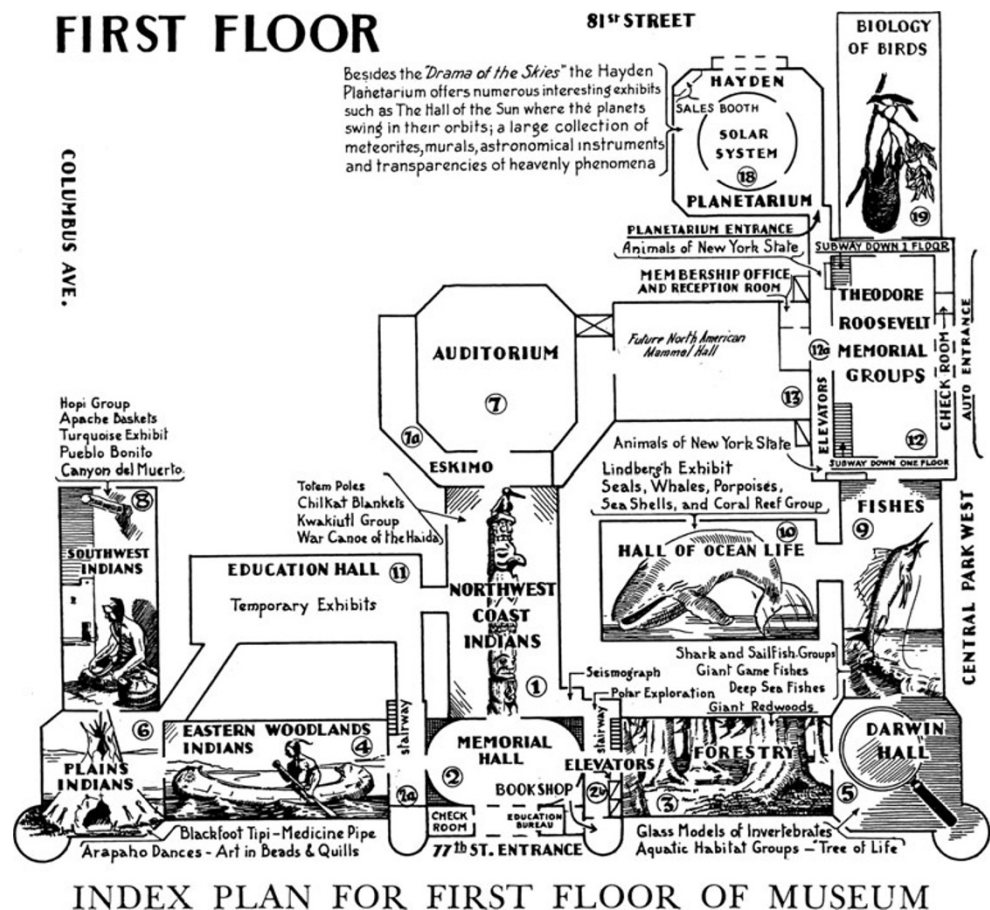 FIRST FLOOR
81ST STREET
COLUMBUS AVE.
Besides the "Drama of the Skies" the Hayden
Planetarium offers numerous interesting exhibits
such as The Hall of the Sun where the planets
swing in their orbits; a large collection of
meteorites, murals, astronomical instruments
and transparencies of heavenly phenomena
HAYDEN
SALES BOOTH
SOLAR
SYSTEM
18
PLANETARIUM
BIOLOGY
OF BIRDS
19
PLANETARIUM ENTRANCE
Animals of New York State
SUBWAY DOWN 1 FLOOR
MEMBERSHIP OFFICE
AND RECEPTION ROOM
THEODORE
ROOSEVELT
12a
MEMORIAL
GROUPS
ELEVATORS
12
CHECK ROOM
AUTO ENTRANCE
SUBWAY DOWN ONE FLOOR
Future North American
Mammel Hall
13
AUDITORIUM
7
7a
ESKIMO
Hopi Group
Apache Baskets
Turquoise Exhibit
Pueblo Bonito
Canyon del Muerto
8
SOUTHWEST
INDIANS
Totem Poles
Chilkat Blankets
Kwakiutl Group
War Canoe of the Haida
Animals of New York State
Lindbergh Exhibit
Seals, Whales, Porpoises,
Sea Shells, and Coral Reef Group
10
HALL OF OCEAN LIFE
FISHES
9
CENTRAL PARK WEST
EDUCATION HALL 11
Temporary Exhibits
NORTHWEST
COAST
INDIANS
1
Seismograph
Polar Exploration
Shark and Sailfish Groups
Giant Game Fishes
Deep Sea Fishes
Giant Redwoods
6
PLAINS
INDIANS
EASTERN WOODLANDS
INDIANS
4
stairway
2a
MEMORIAL
HALL
2
stairway
ELEVATORS
BOOK SHOP
2b
FORESTRY
3
DARWIN
HALL
5
CHECK
ROOM
EDUCATION
BUREAU
77th ST. ENTRANCE
Blackfoot Tipi - Medicine Pipe
Arapaho Dances - Art in Beads & Quills
Glass Models of Invertebrates
Aquatic Habitat Groups - "Tree of Life"
INDEX PLAN FOR FIRST FLOOR OF MUSEUM